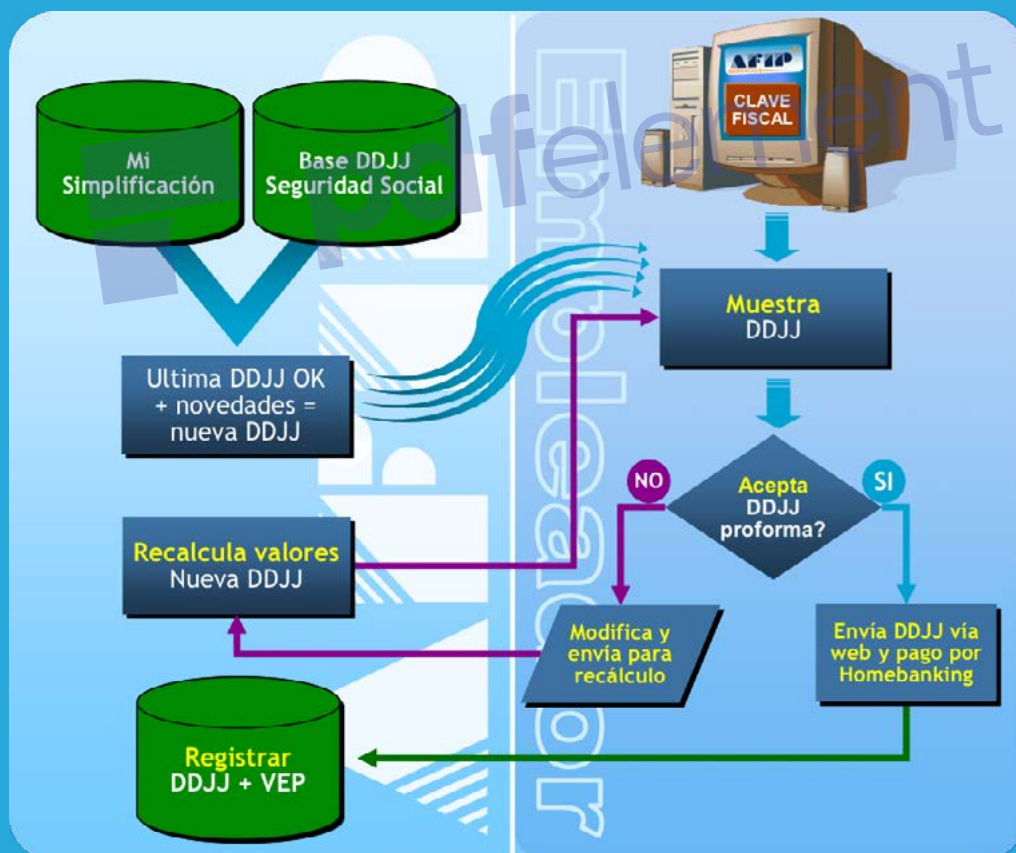 Mi
Simplificación
Base DDJJ
Seguridad Social
AFIP
CLAVE
FISCAL
pdfelement
Ultima DDJJ OK
+ novedades =
nueva DDJJ
Muestra
DDJJ
NO
Acepta
DDJJ
proforma?
SI
Recalcula valores
Nueva DDJJ
Modifica y
envía para
recálculo
Envía DDJJ vía
web y pago por
Homebanking
Registrar
DDJJ + VEP
AFIP
Empleador